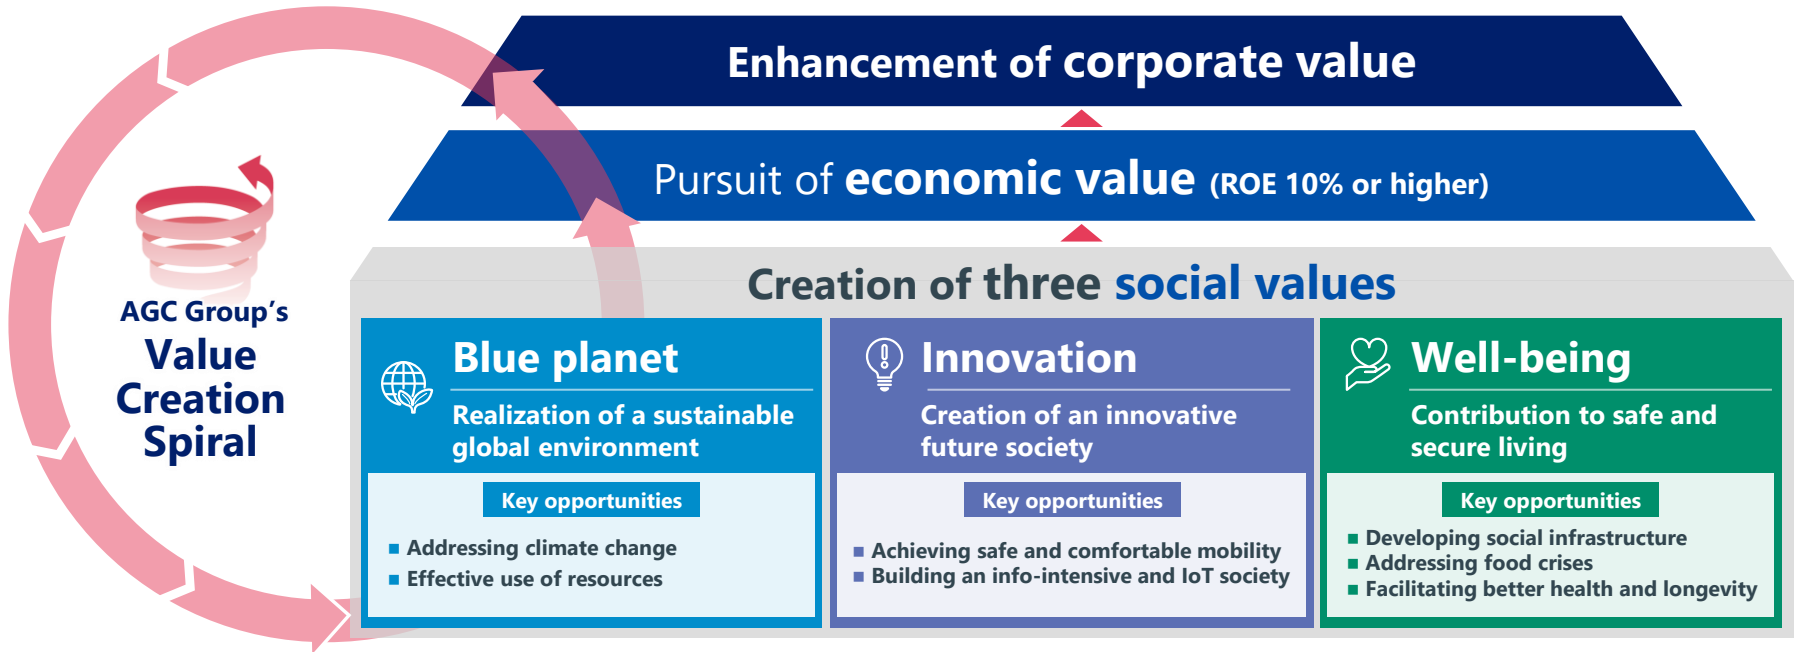 Enhancement of corporate value
Pursuit of economic value (ROE 10% or higher)
AGC Group's
Value
Creation
Spiral
Creation of three social values
Blue planet
Realization of a sustainable
global environment
Key opportunities
■ Addressing climate change
■ Effective use of resources
Innovation
Creation of an innovative
future society
Key opportunities
■ Achieving safe and comfortable mobility
■ Building an info-intensive and IoT society
Well-being
Contribution to safe and
secure living
Key opportunities
■ Developing social infrastructure
■ Addressing food crises
■ Facilitating better health and longevity